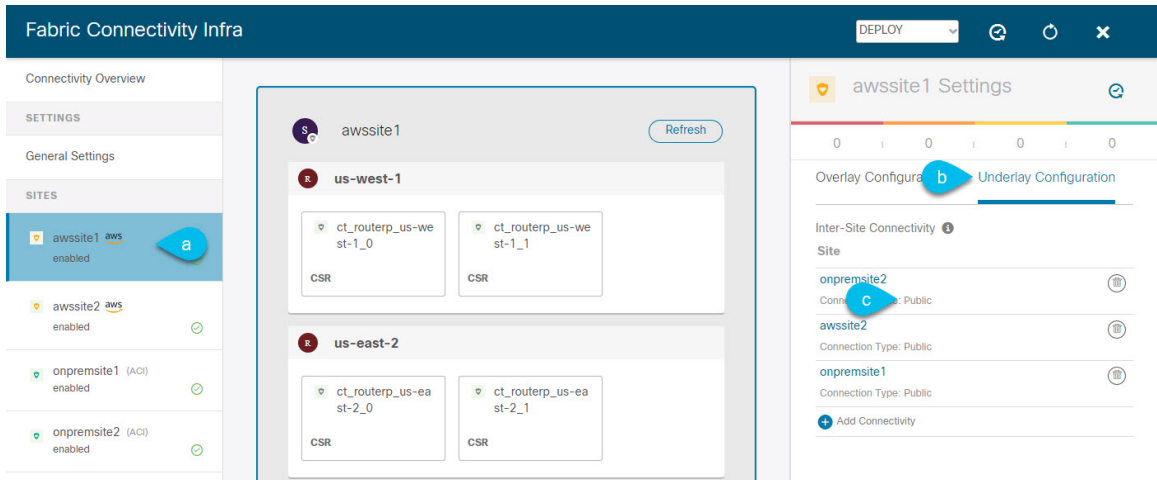 Fabric Connectivity Infra
DEPLOY
Connectivity Overview
SETTINGS
General Settings
SITES
awssite1 aws
enabled
a
awssite2 aws
enabled
onpremsite1 (ACI)
enabled
onpremsite2 (ACI)
enabled
S
awssite1
Refresh
R
us-west-1
ct_routerp_us-we
st-1_0
CSR
ct_routerp_us-we
st-1_1
CSR
R
us-east-2
ct_routerp_us-ea
st-2_0
CSR
ct_routerp_us-ea
st-2_1
CSR
awssite1 Settings
0 0 0 0
Overlay Configura b Underlay Configuration
Inter-Site Connectivity
Site
onpremsite2
c : Public
awssite2
Connection Type: Public
onpremsite1
Connection Type: Public
Add Connectivity